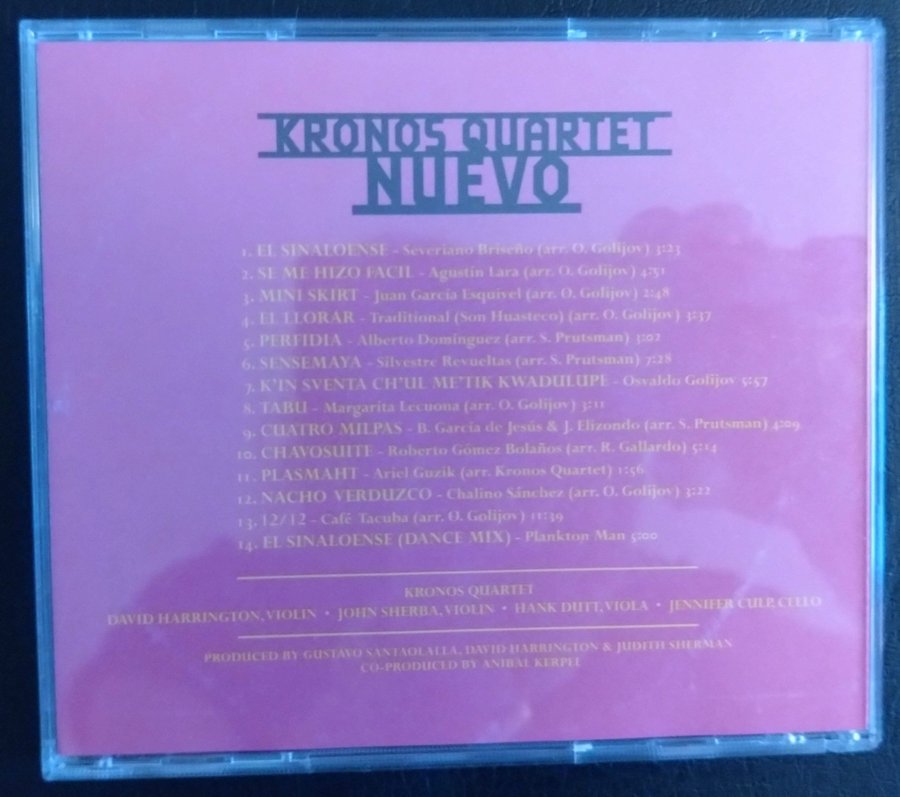 KRONOS QUARTET
NUEVO
1. EL SINALOENSE - Severiano Briseño (arr. O. Golijov) 3:23
2. SE ME HIZO FACIL - Agustín Lara (arr. O. Golijov) 4:51
3. MINI SKIRT - Juan García Esquivel (arr. O. Golijov) 2:48
4. EL LLORAR - Traditional (Son Huasteco) (arr. O. Golijov) 3:37
5. PERFIDIA - Alberto Domínguez (arr. S. Prutsman) 3:02
6. SENSEMAYA - Silvestre Revueltas (arr. S. Prutsman) 7:28
7. K'IN SVENTA CH'UL ME'TIK KWADULUPE - Osvaldo Golijov 5:57
8. TABU - Margarita Lecuona (arr. O. Golijov) 3:11
9. CUATRO MILPAS - B. García de Jesús & J. Elizondo (arr. S. Prutsman) 4:09
10. CHAVOSUITE - Roberto Gómez Bolaños (arr. R. Gallardo) 5:14
11. PLASMAHT - Ariel Guzik (arr. Kronos Quartet) 1:56
12. NACHO VERDUZCO - Chalino Sánchez (arr. O. Golijov) 3:22
13. 12/12 - Café Tacuba (arr. O. Golijov) 11:39
14. EL SINALOENSE (DANCE MIX) - Plankton Man 5:00
KRONOS QUARTET
DAVID HARRINGTON, VIOLIN • JOHN SHERBA, VIOLIN • HANK DUTT, VIOLA • JENNIFER CULP, CELLO
PRODUCED BY GUSTAVO SANTAOLALLA, DAVID HARRINGTON & JUDITH SHERMAN
CO-PRODUCED BY ANIBAL KERPEL